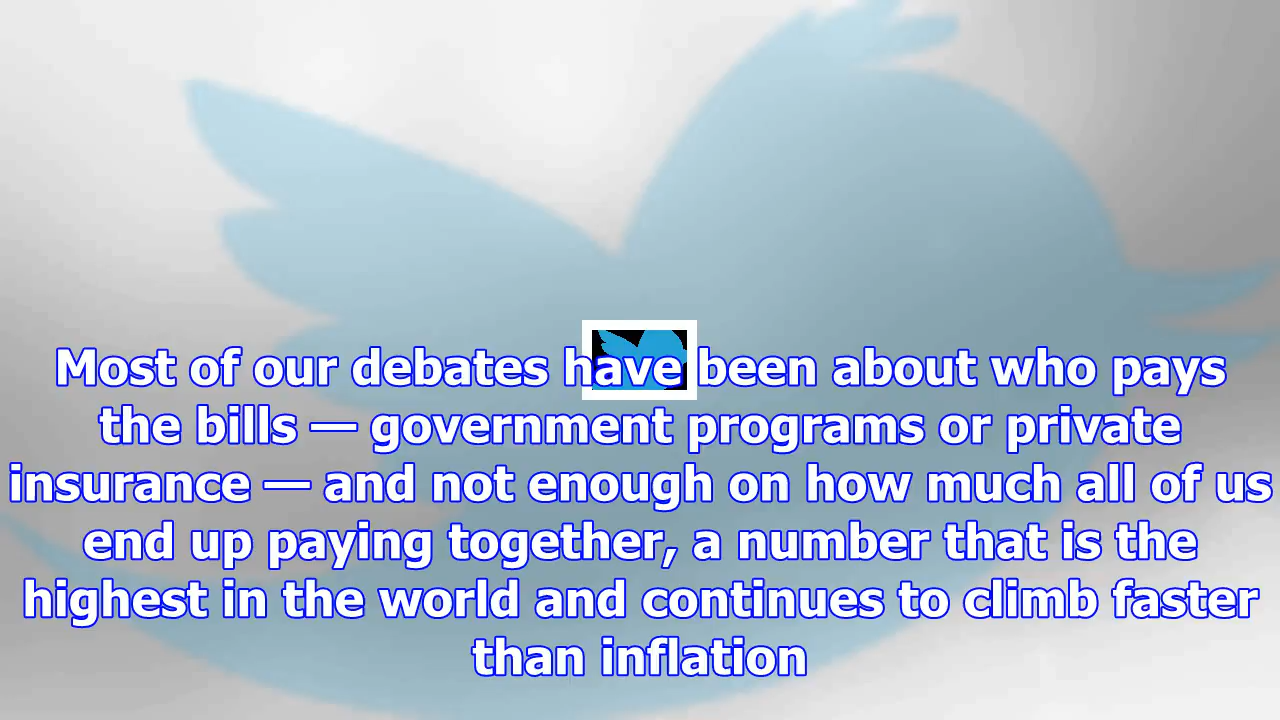 Most of our debates have been about who pays
the bills — government programs or private
insurance — and not enough on how much all of us
end up paying together, a number that is the
highest in the world and continues to climb faster
than inflation